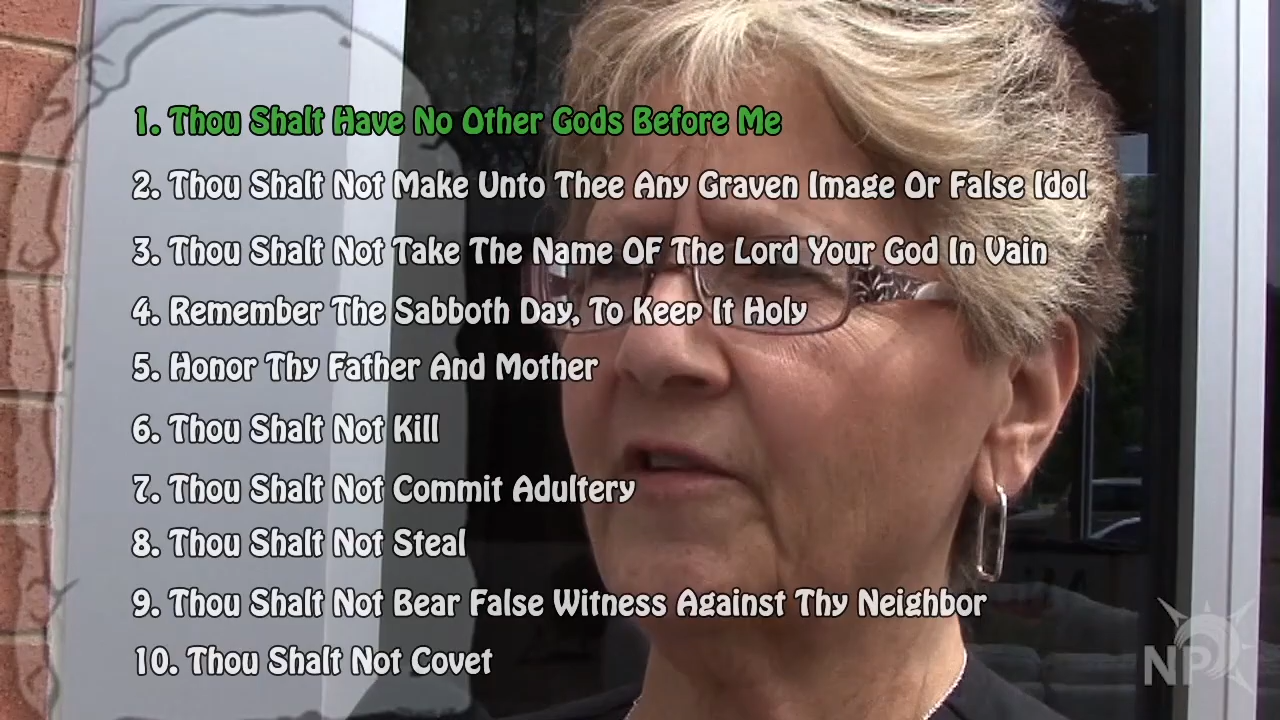 1. Thou Shalt Have No Other Gods Before Me
2. Thou Shalt Not Make Unto Thee Any Graven Image Or False Idol
3. Thou Shalt Not Take The Name OF The Lord Your God In Vain
4. Remember The Sabboth Day, To Keep It Holy
5. Honor Thy Father And Mother
6. Thou Shalt Not Kill
7. Thou Shalt Not Commit Adultery
8. Thou Shalt Not Steal
9. Thou Shalt Not Bear False Witness Against Thy Neighbor
10. Thou Shalt Not Covet
NP